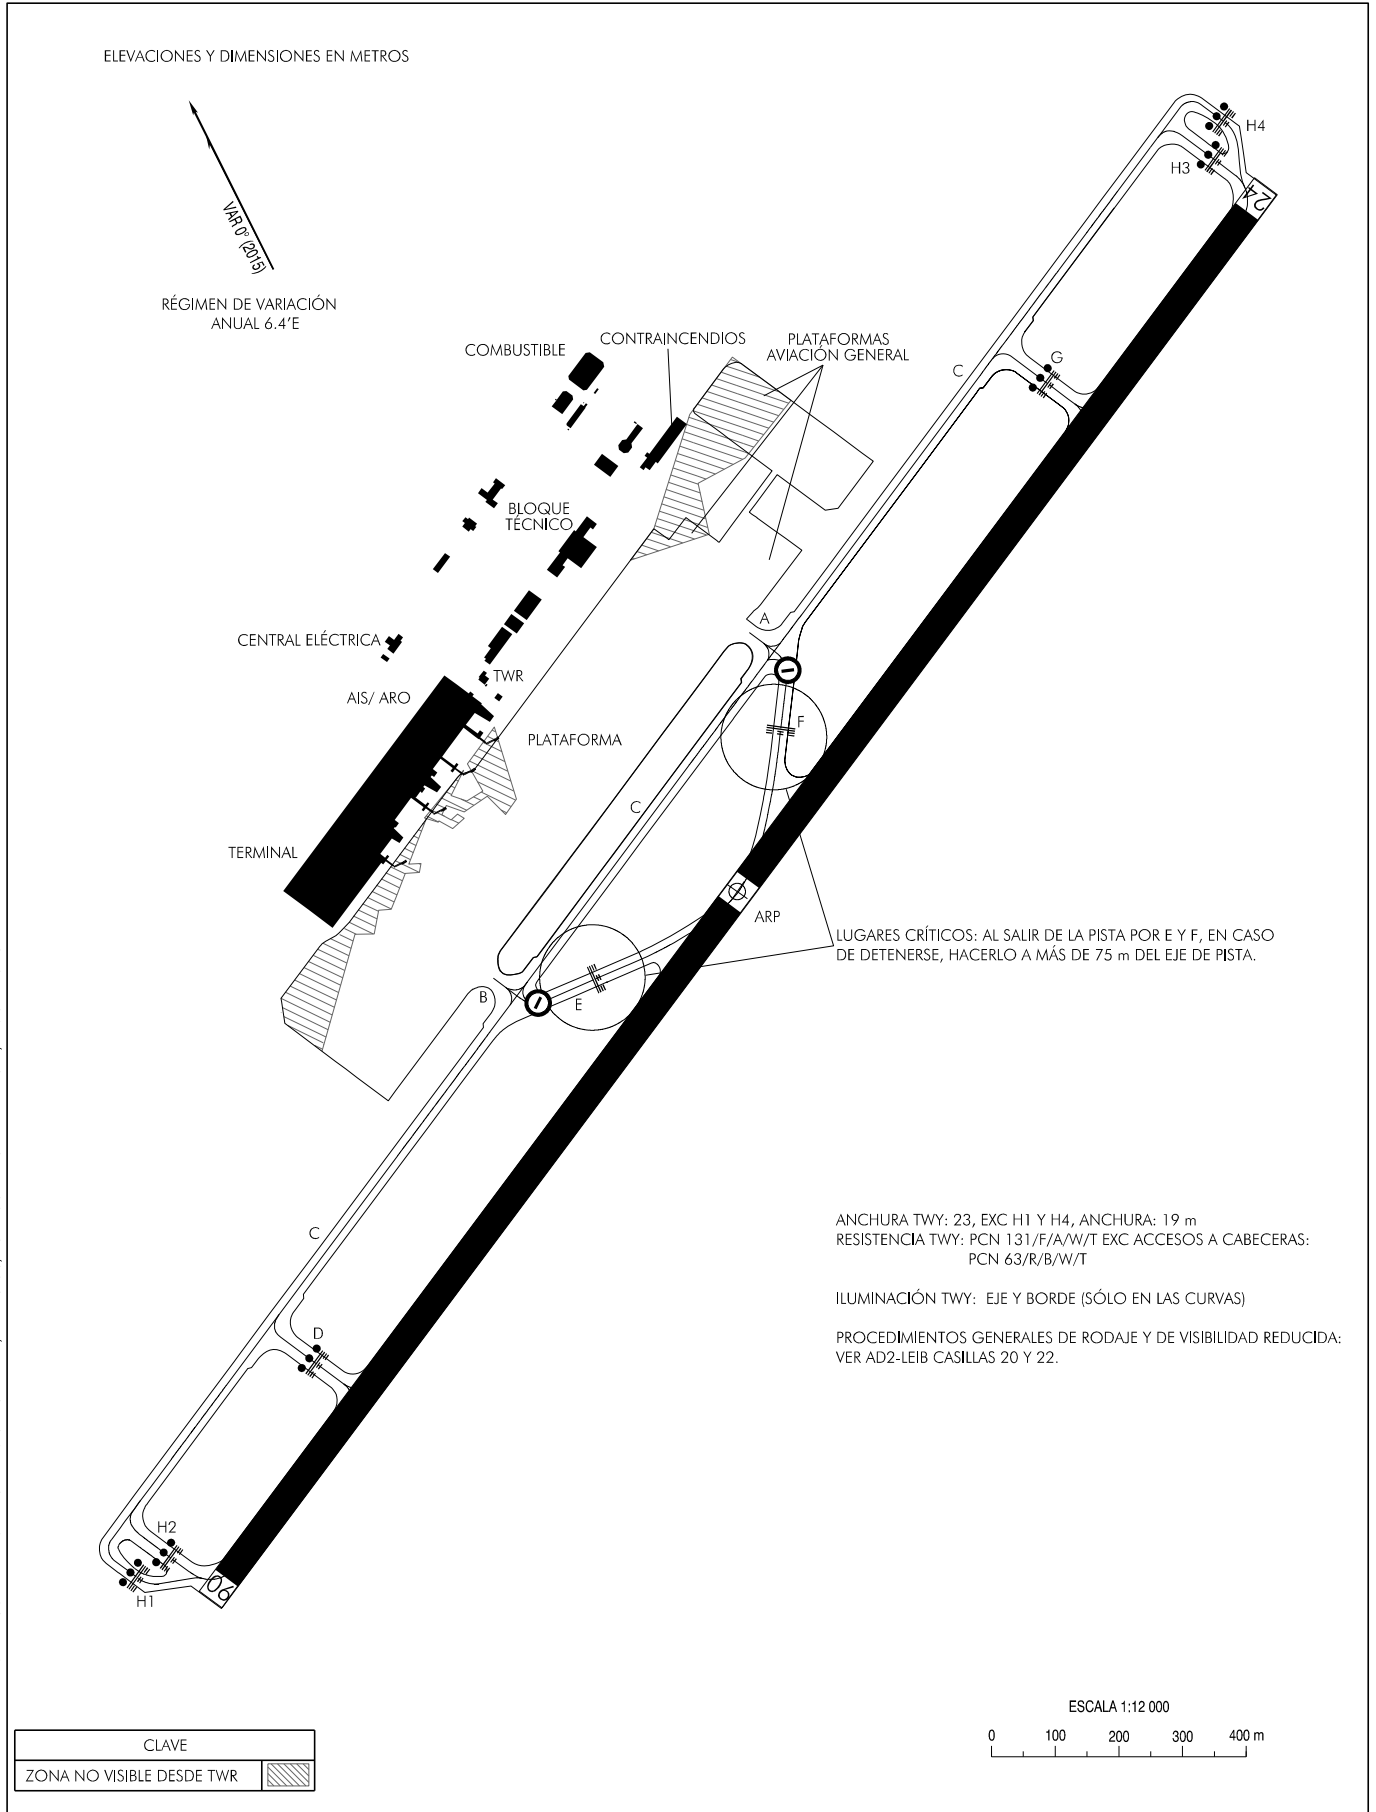 ELEVACIONES Y DIMENSIONES EN METROS
VAR 0° (2015)
RÉGIMEN DE VARIACIÓN
ANUAL 6.4'E
H4
H3
24
COMBUSTIBLE
CONTRAINCENDIOS
PLATAFORMAS
AVIACIÓN GENERAL
C
G
BLOQUE
TÉCNICO
A
CENTRAL ELÉCTRICA
TWR
AIS/ ARO
F
PLATAFORMA
C
TERMINAL
ARP
LUGARES CRÍTICOS: AL SALIR DE LA PISTA POR E Y F, EN CASO
DE DETENERSE, HACERLO A MÁS DE 75 m DEL EJE DE PISTA.
B
E
C
ANCHURA TWY: 23, EXC H1 Y H4, ANCHURA: 19 m
RESISTENCIA TWY: PCN 131/F/A/W/T EXC ACCESOS A CABECERAS:
PCN 63/R/B/W/T
ILUMINACIÓN TWY: EJE Y BORDE (SÓLO EN LAS CURVAS)
PROCEDIMIENTOS GENERALES DE RODAJE Y DE VISIBILIDAD REDUCIDA:
VER AD2-LEIB CASILLAS 20 Y 22.
D
H2
H1
06
ESCALA 1:12 000
0 100 200 300 400 m
CLAVE
ZONA NO VISIBLE DESDE TWR